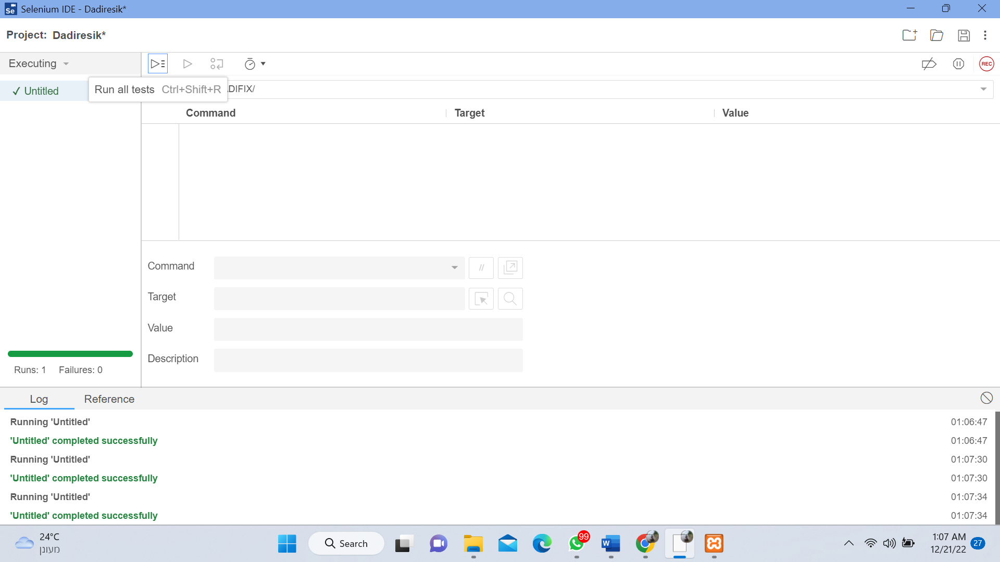 Selenium IDE - Dadiresik*
Project: Dadiresik*
Executing
REC
✓ Untitled
Run all tests Ctrl+Shift+R
DIFIX/
Command Target Value
Command
//
Target
Value
Description
Runs: 1 Failures: 0
Log Reference
Running 'Untitled' 01:06:47
'Untitled' completed successfully 01:06:47
Running 'Untitled' 01:07:30
'Untitled' completed successfully 01:07:30
Running 'Untitled' 01:07:34
'Untitled' completed successfully 01:07:34
24°C
מעונן
Search
99
W
1:07 AM
12/21/22
27